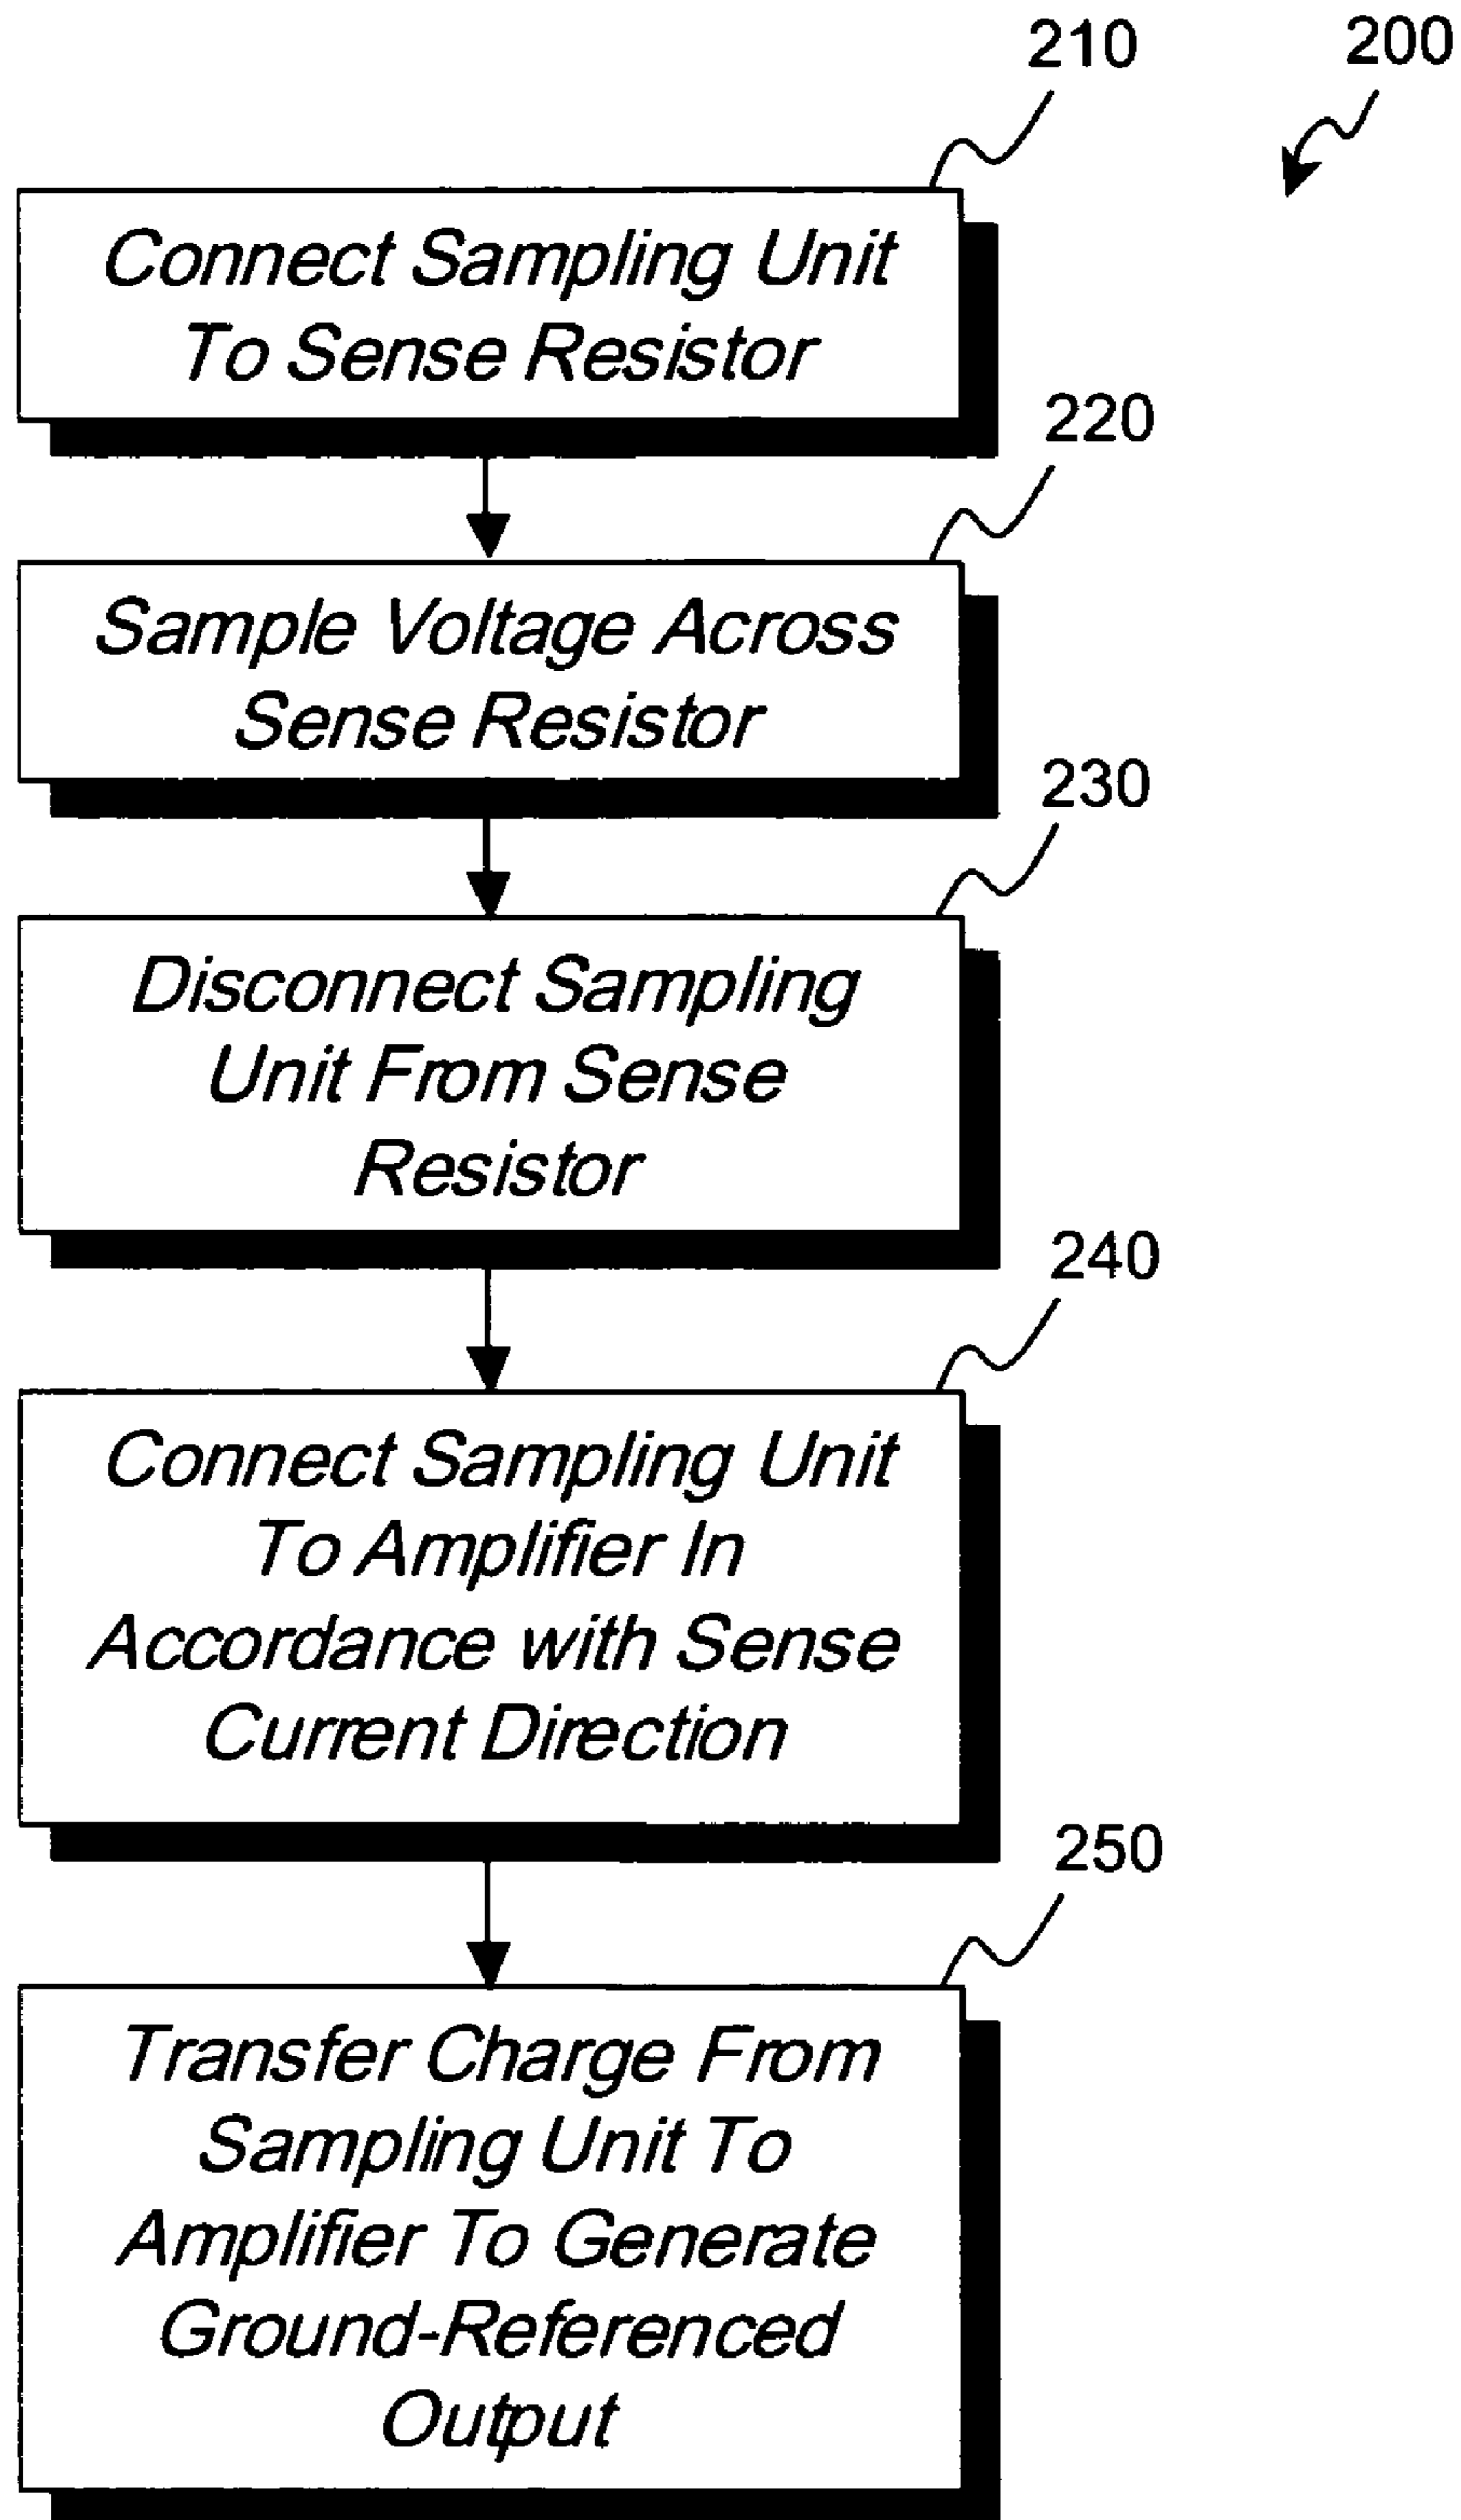 210
200
Connect Sampling Unit
To Sense Resistor
220
Sample Voltage Across
Sense Resistor
230
Disconnect Sampling
Unit From Sense
Resistor
240
Connect Sampling Unit
To Amplifier In
Accordance with Sense
Current Direction
250
Transfer Charge From
Sampling Unit To
Amplifier To Generate
Ground-Referenced
Output